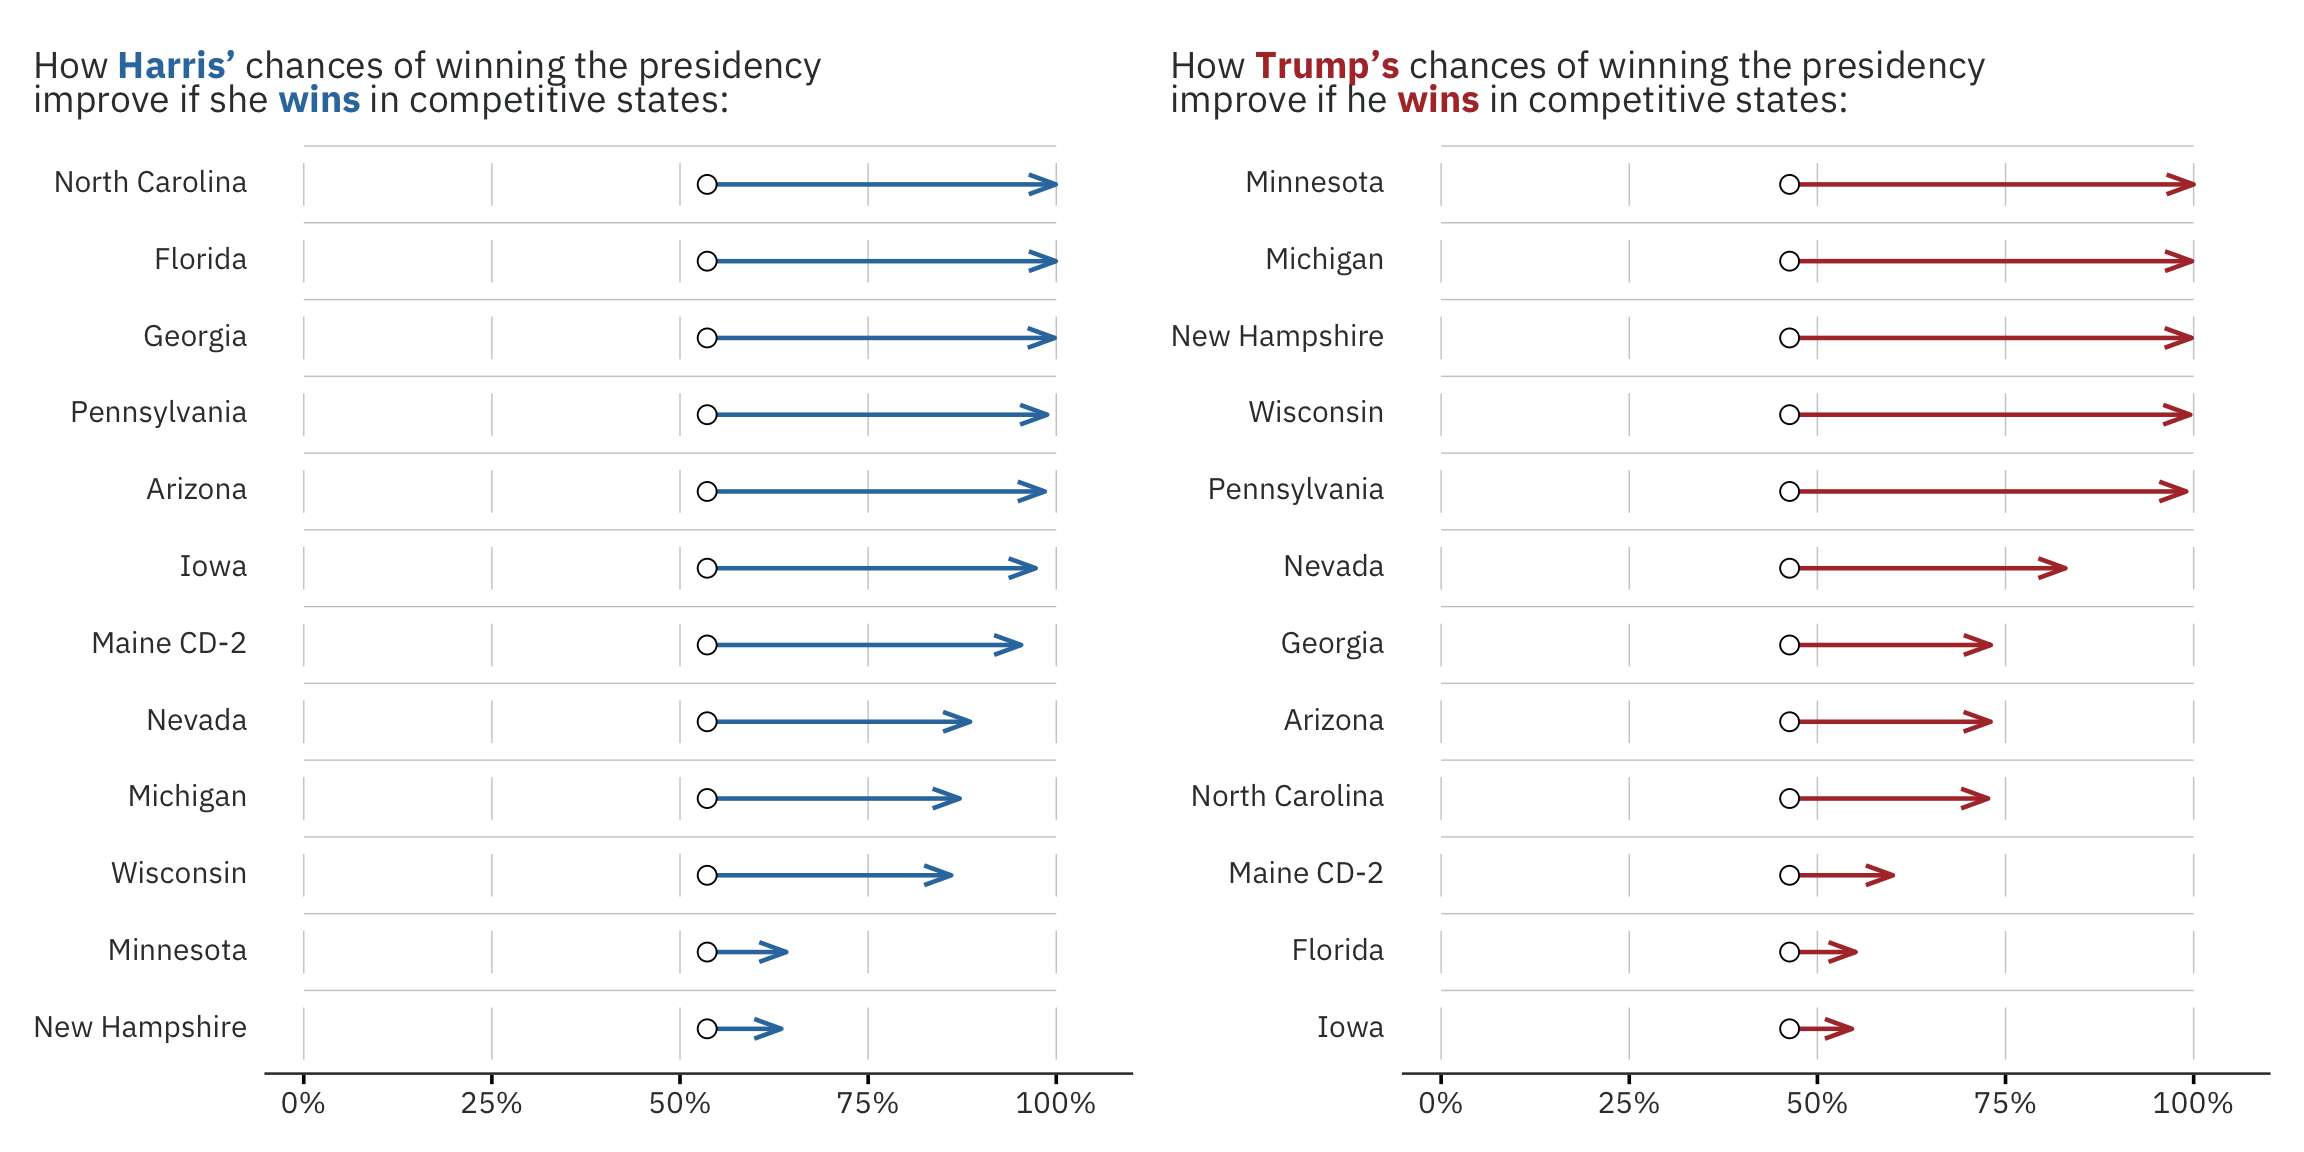 How Harris’ chances of winning the presidency
improve if she wins in competitive states:
North Carolina
Florida
Georgia
Pennsylvania
Arizona
Iowa
Maine CD-2
Nevada
Michigan
Wisconsin
Minnesota
New Hampshire
0% 25% 50% 75% 100%
How Trump’s chances of winning the presidency
improve if he wins in competitive states:
Minnesota
Michigan
New Hampshire
Wisconsin
Pennsylvania
Nevada
Georgia
Arizona
North Carolina
Maine CD-2
Florida
Iowa
0% 25% 50% 75% 100%